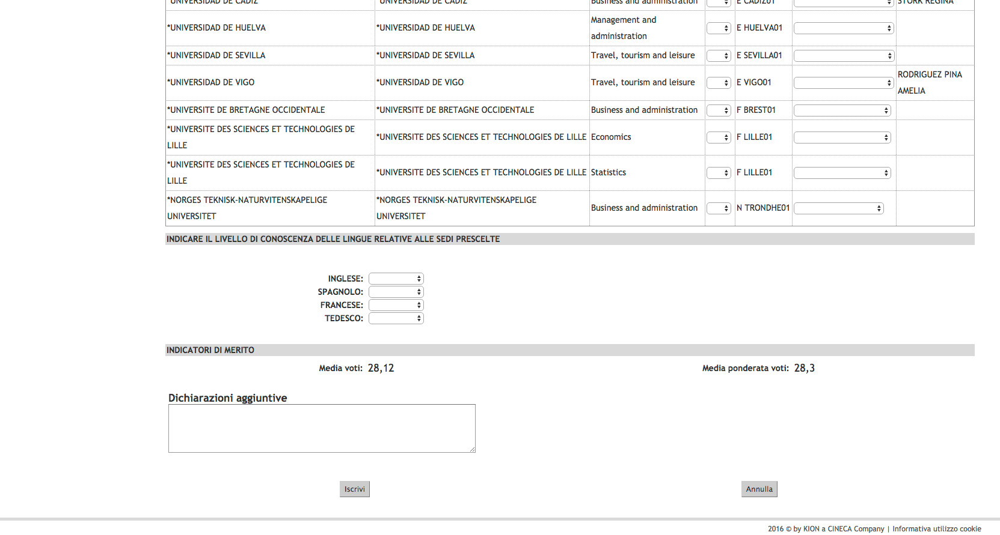 *UNIVERSIDAD DE CADIZ *UNIVERSIDAD DE CADIZ Business and administration E CADIZ01 STORK REGINA
*UNIVERSIDAD DE HUELVA *UNIVERSIDAD DE HUELVA Management and administration E HUELVA01
*UNIVERSIDAD DE SEVILLA *UNIVERSIDAD DE SEVILLA Travel, tourism and leisure E SEVILLA01
*UNIVERSIDAD DE VIGO *UNIVERSIDAD DE VIGO Travel, tourism and leisure E VIGO01 RODRIGUEZ PINA AMELIA
*UNIVERSITE DE BRETAGNE OCCIDENTALE *UNIVERSITE DE BRETAGNE OCCIDENTALE Business and administration F BREST01
*UNIVERSITE DES SCIENCES ET TECHNOLOGIES DE LILLE *UNIVERSITE DES SCIENCES ET TECHNOLOGIES DE LILLE Economics F LILLE01
*UNIVERSITE DES SCIENCES ET TECHNOLOGIES DE LILLE *UNIVERSITE DES SCIENCES ET TECHNOLOGIES DE LILLE Statistics F LILLE01
*NORGES TEKNISK-NATURVITENSKAPELIGE UNIVERSITET *NORGES TEKNISK-NATURVITENSKAPELIGE UNIVERSITET Business and administration N TRONDHE01
INDICARE IL LIVELLO DI CONOSCENZA DELLE LINGUE RELATIVE ALLE SEDI PRESCELTE
INGLESE:
SPAGNOLO:
FRANCESE:
TEDESCO:
INDICATORI DI MERITO
Media voti: 28,12 Media ponderata voti: 28,3
Dichiarazioni aggiuntive
Iscrivi Annulla
2016 © by KION a CINECA Company | Informativa utilizzo cookie